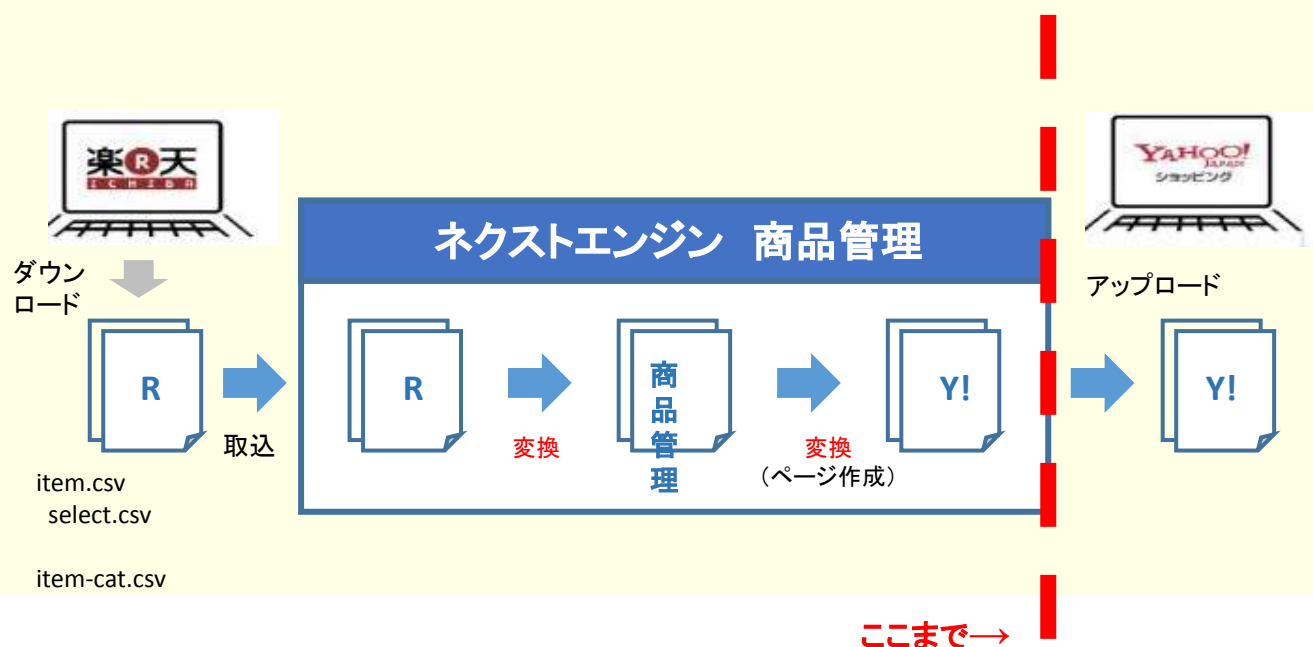 楽R天
ICHIBA
YAHOO!
JAPAN
ショッピング
ネクストエンジン 商品管理
ダウン
ロード
アップロード
R
R
商
品
管
理
Y!
Y!
取込
変換
変換
（ページ作成）
item.csv
select.csv
item-cat.csv
ここまで→